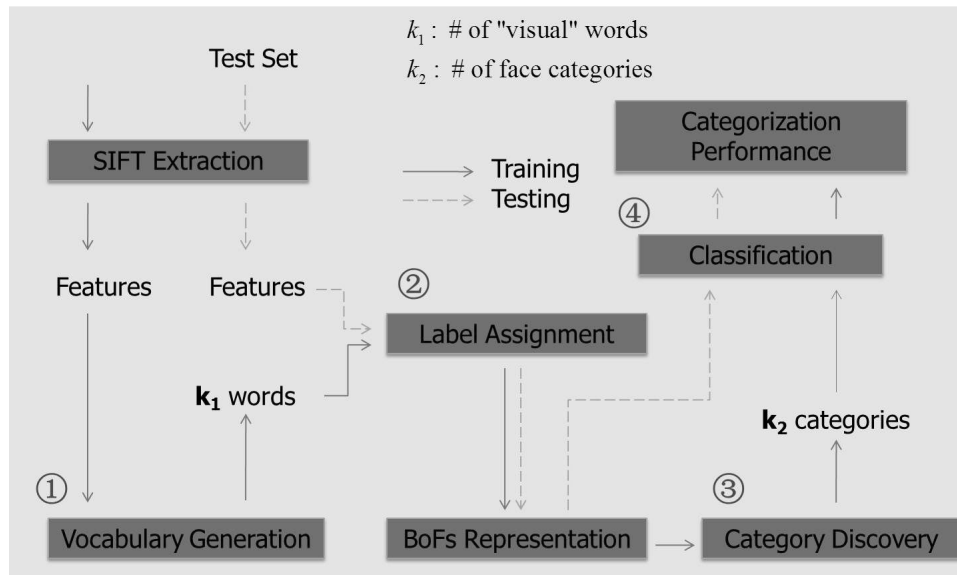 k₁ : # of "visual" words
Test Set
k₂ : # of face categories
Categorization
Performance
SIFT Extraction
Training
Testing
④
Classification
Features
Features
②
Label Assignment
k₁ words
k₂ categories
①
③
Vocabulary Generation
BoFs Representation
Category Discovery